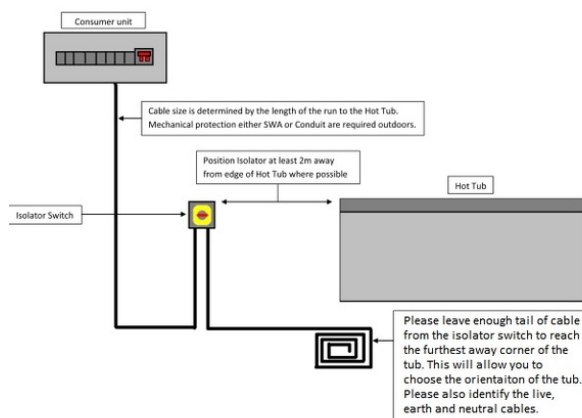 Consumer unit
Cable size is determined by the length of the run to the Hot Tub.
Mechanical protection either SWA or Conduit are required outdoors.
Position Isolator at least 2m away
from edge of Hot Tub where possible
Hot Tub
Isolator Switch
Please leave enough tail of cable
from the isolator switch to reach
the furthest away corner of the
tub. This will allow you to
choose the orientaiton of the tub.
Please also identify the live,
earth and neutral cables.